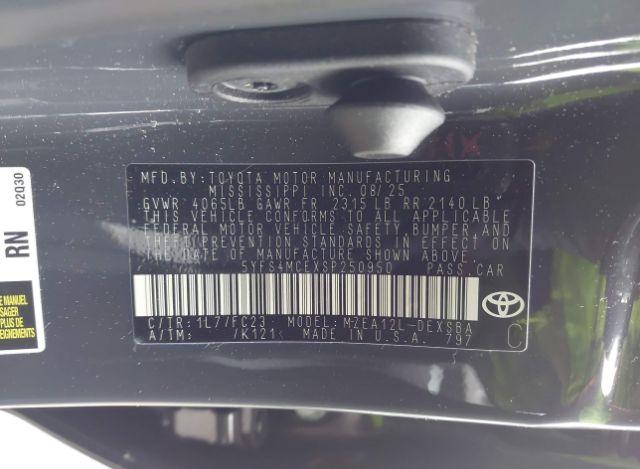 MFD.BY:TOYOTA MOTOR MANUFACTURING
MISSISSIPPI INC. 08/25
GVWR 4065LB GAWR FR 2315 LB RR 2140 LB
THIS VEHICLE CONFORMS TO ALL APPLICABLE
FEDERAL MOTOR VEHICLE SAFETY, BUMPER, AND
THEFT PREVENTION STANDARDS IN EFFECT ON
THE DATE OF MANUFACTURE SHOWN ABOVE.
5YFS4MCEXSP250950 PASS CAR
C/TR: 1L7/FC23 MODEL: MZEA12L-DEXSBA
A/TM: /K121 MADE IN U.S.A. 797
C
RN 02Q30
MANUAL